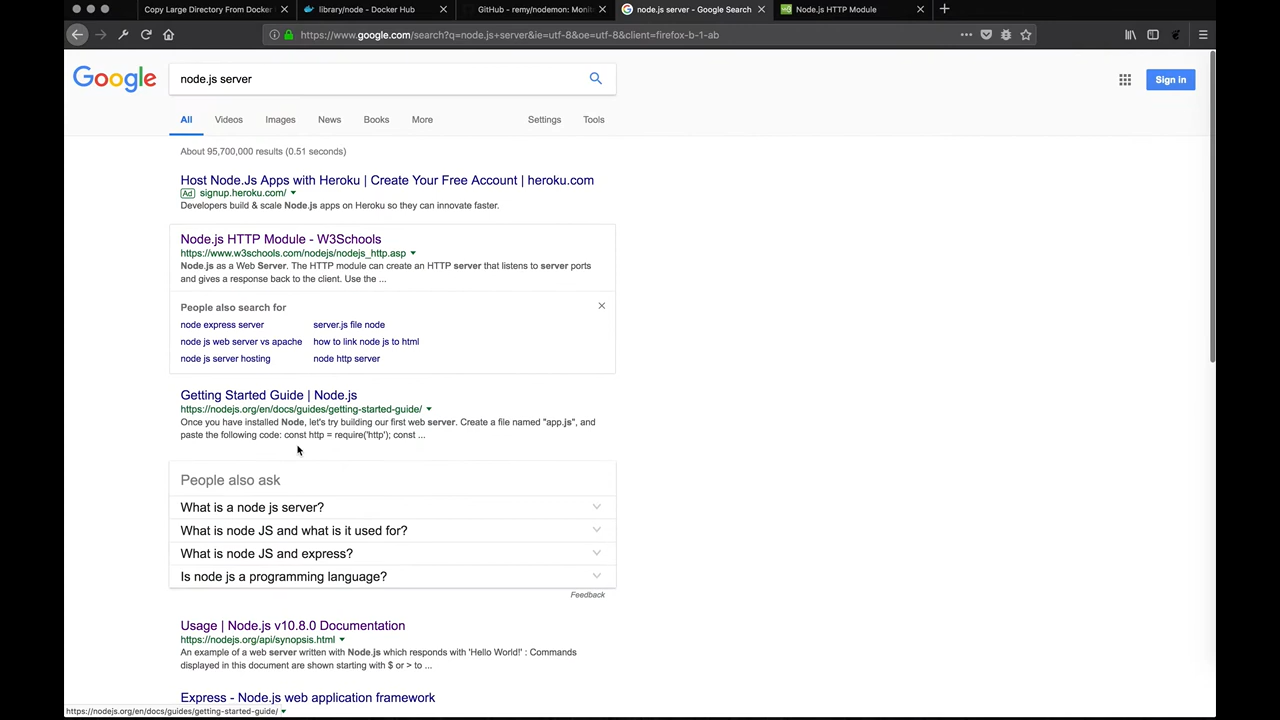 Copy Large Directory From Docker
library/node - Docker Hub
GitHub - remy/nodemon: Monit
node.js server - Google Search
Node.js HTTP Module
https://www.google.com/search?q=node.js+server&ie=utf-8&oe=utf-8&client=firefox-b-1-ab
Google
node.js server
Sign in
All
Videos
Images
News
Books
More
Settings
Tools
About 95,700,000 results (0.51 seconds)
Host Node.Js Apps with Heroku | Create Your Free Account | heroku.com
Ad signup.heroku.com/
Developers build & scale Node.js apps on Heroku so they can innovate faster.
Node.js HTTP Module - W3Schools
https://www.w3schools.com/nodejs/nodejs_http.asp
Node.js as a Web Server. The HTTP module can create an HTTP server that listens to server ports
and gives a response back to the client. Use the ...
People also search for
node express server
server.js file node
node js web server vs apache
how to link node js to html
node js server hosting
node http server
Getting Started Guide | Node.js
https://nodejs.org/en/docs/guides/getting-started-guide/
Once you have installed Node, let's try building our first web server. Create a file named "app.js", and
paste the following code: const http = require('http'); const ...
People also ask
What is a node js server?
What is node JS and what is it used for?
What is node JS and express?
Is node js a programming language?
Feedback
Usage | Node.js v10.8.0 Documentation
https://nodejs.org/api/synopsis.html
An example of a web server written with Node.js which responds with 'Hello World!' : Commands
displayed in this document are shown starting with $ or > to ...
Express - Node.js web application framework
https://nodejs.org/en/docs/guides/getting-started-guide/